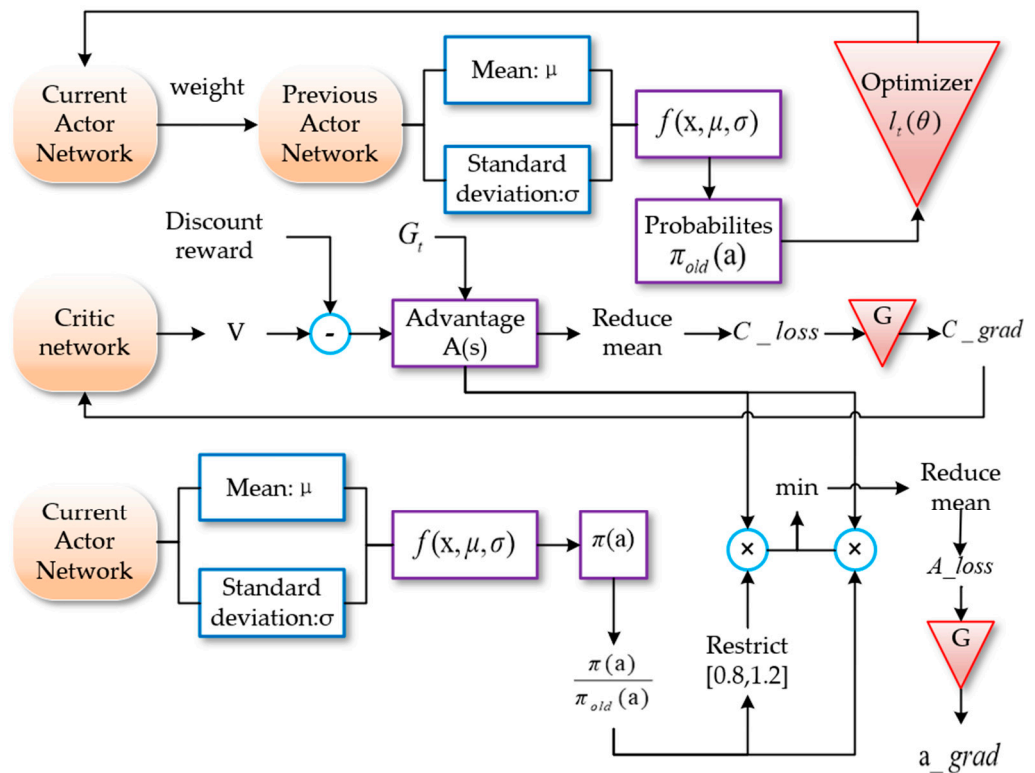 Current
Actor
Network
weight
Previous
Actor
Network
Mean: μ
Standard
deviation:σ
f(x, μ, σ)
Probabilites
π_old(a)
Optimizer
l_t(θ)
Discount
reward
G_t
Critic
network
V
-
Advantage
A(s)
Reduce
mean
C_loss
G
C_grad
Current
Actor
Network
Mean: μ
Standard
deviation:σ
f(x, μ, σ)
π(a)
π(a)
π_old(a)
Restrict
[0.8,1.2]
×
×
min
Reduce
mean
A_loss
G
a_grad